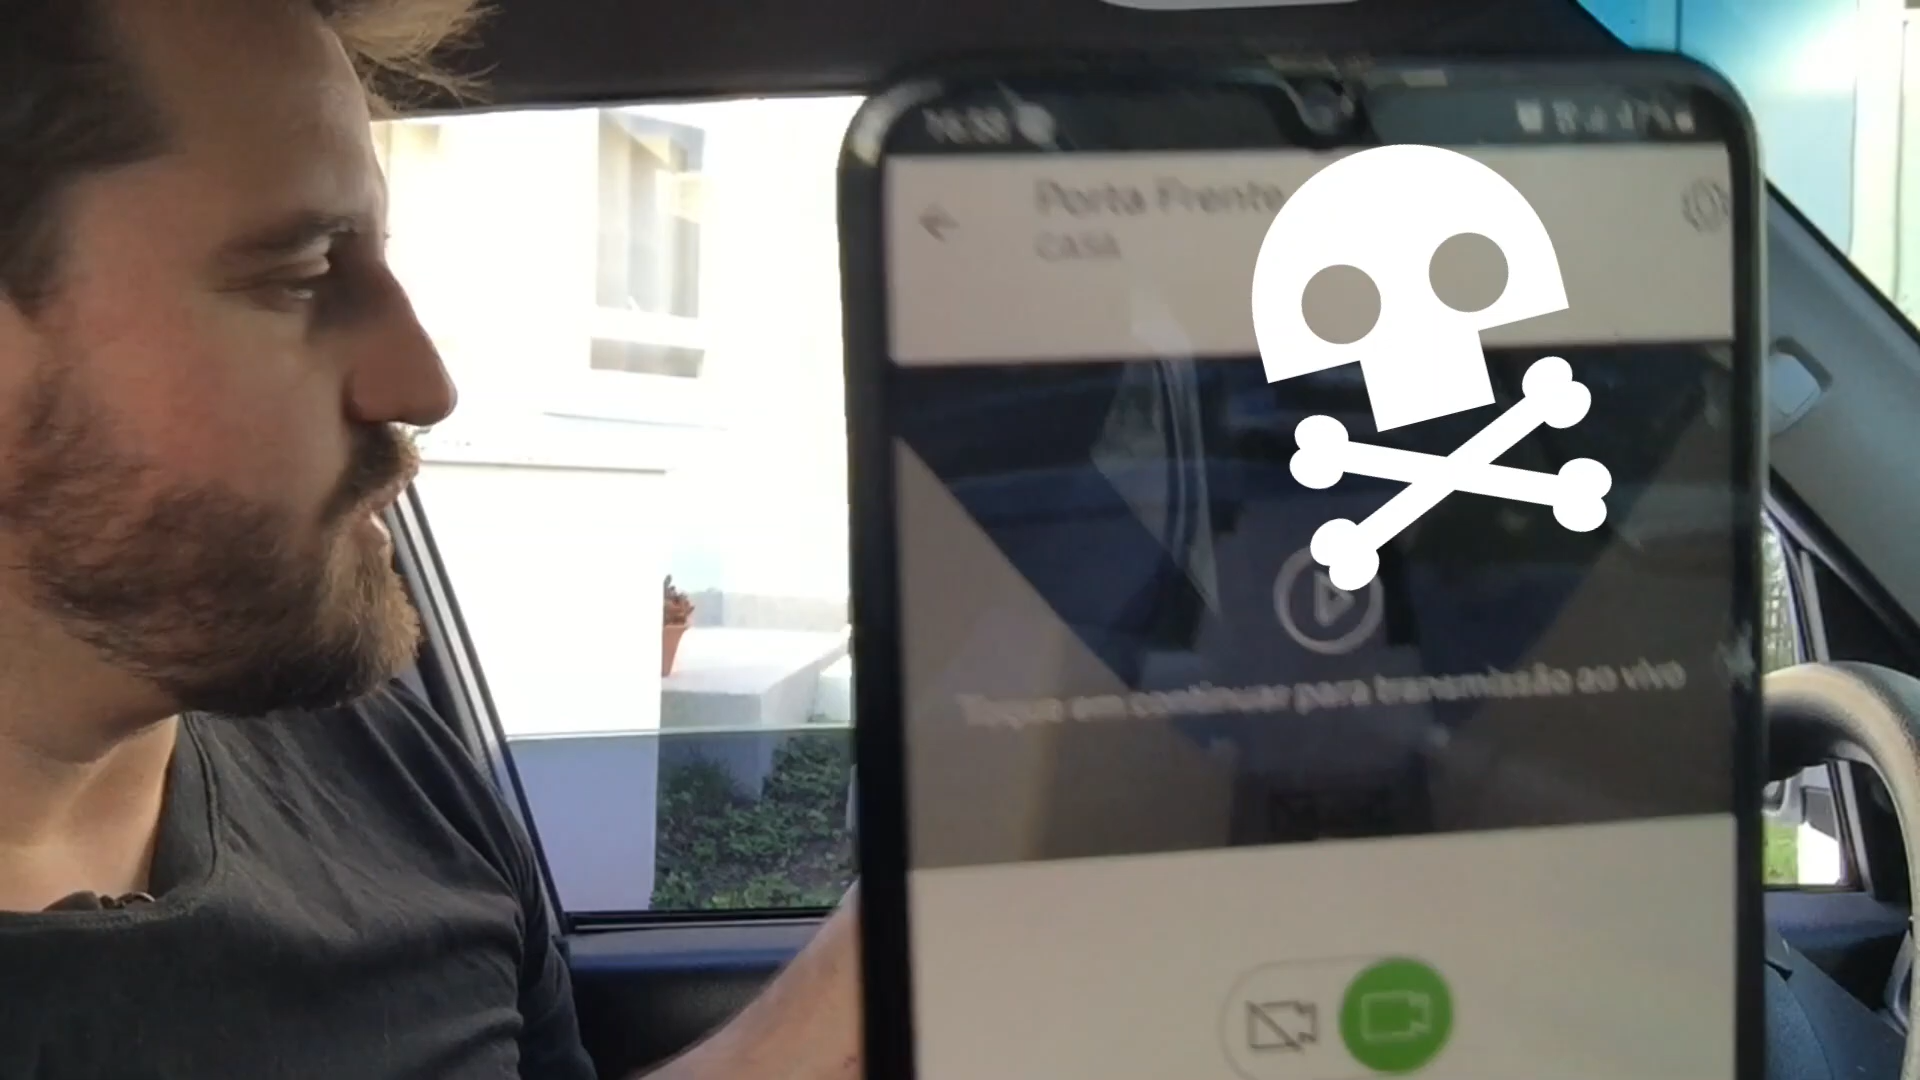 Porta Frente
CASA
Toque em continuar para transmissão ao vivo